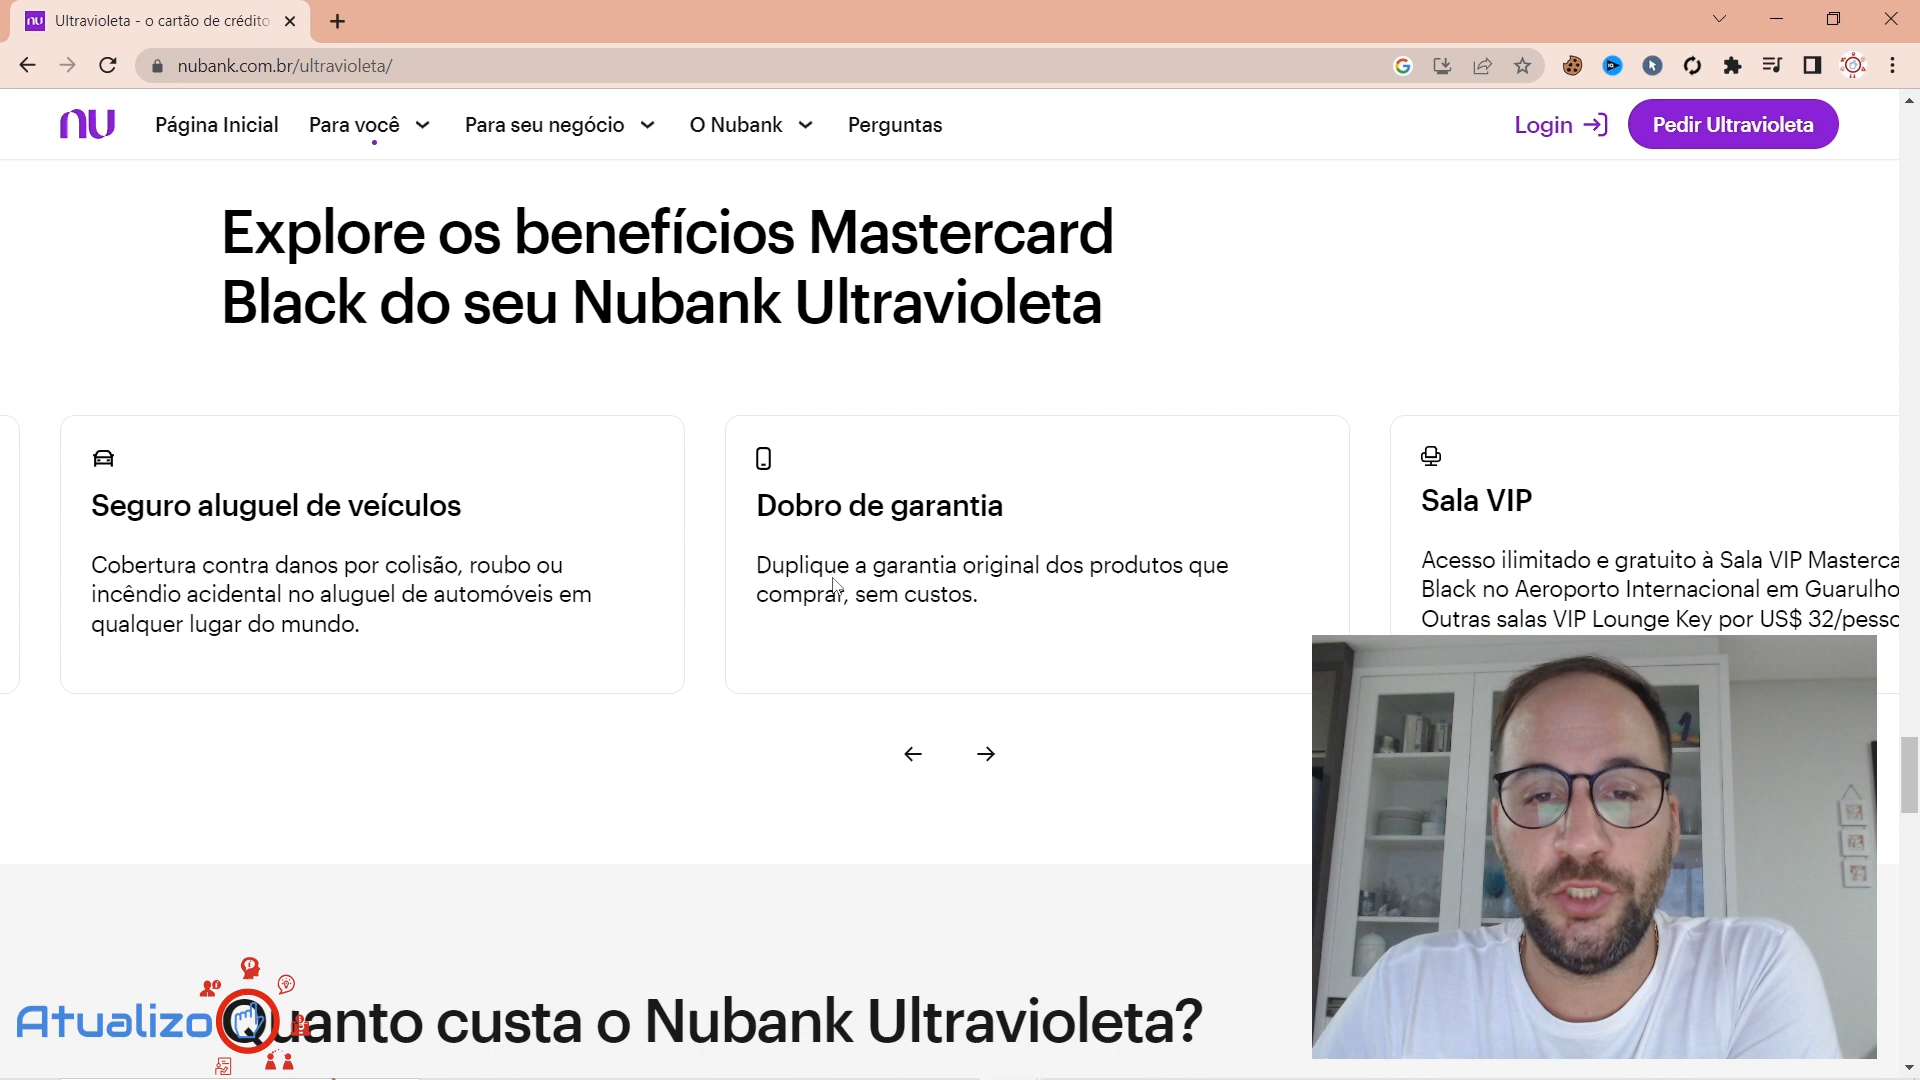 Ultravioleta - o cartão de crédito
nubank.com.br/ultravioleta/
nu
Página Inicial
Para você
Para seu negócio
O Nubank
Perguntas
Login
Pedir Ultravioleta
Explore os benefícios Mastercard
Black do seu Nubank Ultravioleta
Seguro aluguel de veículos
Cobertura contra danos por colisão, roubo ou
incêndio acidental no aluguel de automóveis em
qualquer lugar do mundo.
Dobro de garantia
Duplique a garantia original dos produtos que
comprar, sem custos.
Sala VIP
Acesso ilimitado e gratuito à Sala VIP Masterca
Black no Aeroporto Internacional em Guarulho
Outras salas VIP Lounge Key por US$ 32/pesso
Quanto custa o Nubank Ultravioleta?
Atualizo